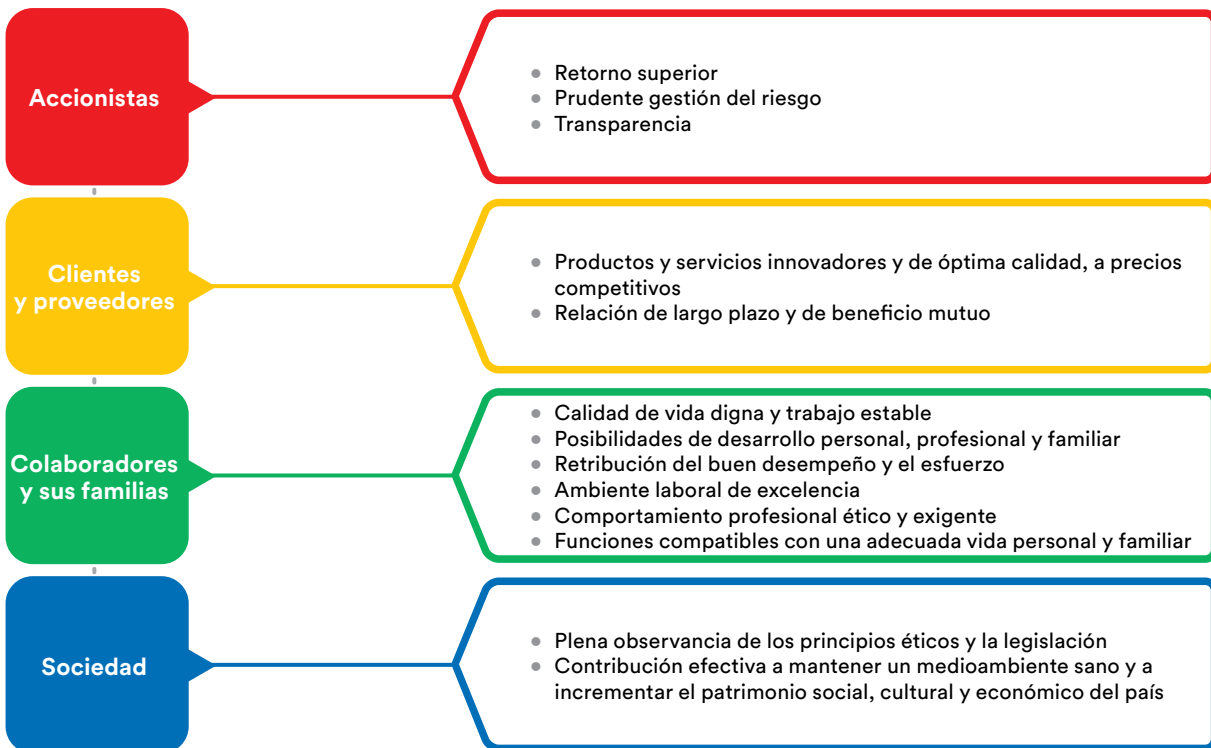 Accionistas
• Retorno superior
• Prudente gestión del riesgo
• Transparencia
Clientes
y proveedores
• Productos y servicios innovadores y de óptima calidad, a precios
competitivos
• Relación de largo plazo y de beneficio mutuo
Colaboradores
y sus familias
• Calidad de vida digna y trabajo estable
• Posibilidades de desarrollo personal, profesional y familiar
• Retribución del buen desempeño y el esfuerzo
• Ambiente laboral de excelencia
• Comportamiento profesional ético y exigente
• Funciones compatibles con una adecuada vida personal y familiar
Sociedad
• Plena observancia de los principios éticos y la legislación
• Contribución efectiva a mantener un medioambiente sano y a
incrementar el patrimonio social, cultural y económico del país